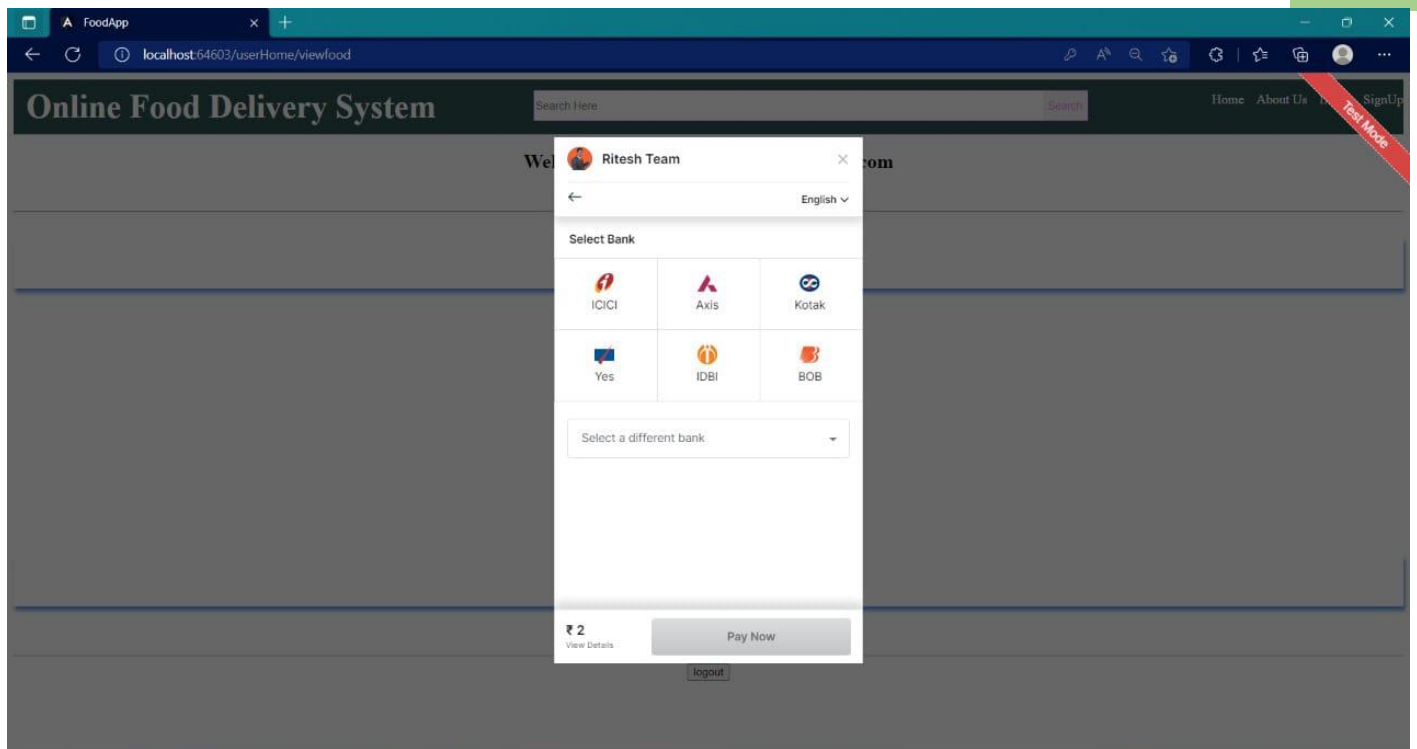 FoodApp
localhost:64603/userHome/viewfood
Online Food Delivery System
Search Here
Search
Home About Us SignUp
Test Mode
Wel com
Ritesh Team
English
Select Bank
ICICI Axis Kotak
Yes IDBI BOB
Select a different bank
₹ 2
View Details
Pay Now
logout